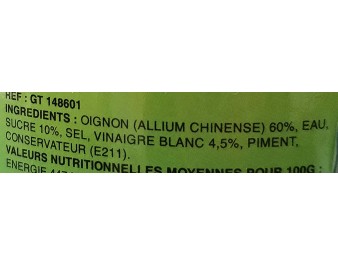 REF : GT 148601
INGREDIENTS : OIGNON (ALLIUM CHINENSE) 60%, EAU,
SUCRE 10%, SEL, VINAIGRE BLANC 4,5%, PIMENT,
CONSERVATEUR (E211).
VALEURS NUTRITIONNELLES MOYENNES POUR 100G :
ENERGIE